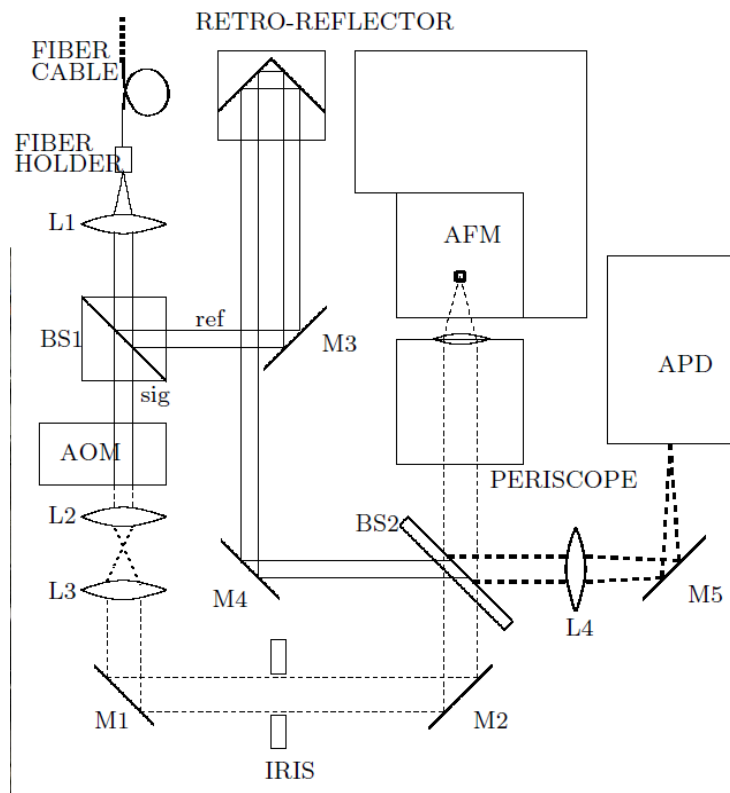 RETRO-REFLECTOR
FIBER
CABLE
FIBER
HOLDER
L1
AFM
ref
BS1
M3
APD
sig
AOM
PERISCOPE
L2
BS2
L3
M4
M5
L4
M1
M2
IRIS